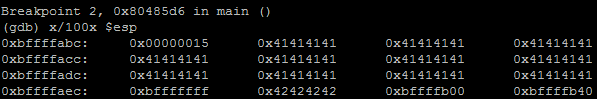 Breakpoint 2, 0x80485d6 in main ()
(gdb) x/100x $esp
0xbffffabc: 0x00000015 0x41414141 0x41414141 0x41414141
0xbffffacc: 0x41414141 0x41414141 0x41414141 0x41414141
0xbffffadc: 0x41414141 0x41414141 0x41414141 0x41414141
0xbffffaec: 0xbfffffff 0x42424242 0xbffffb00 0xbffffb40